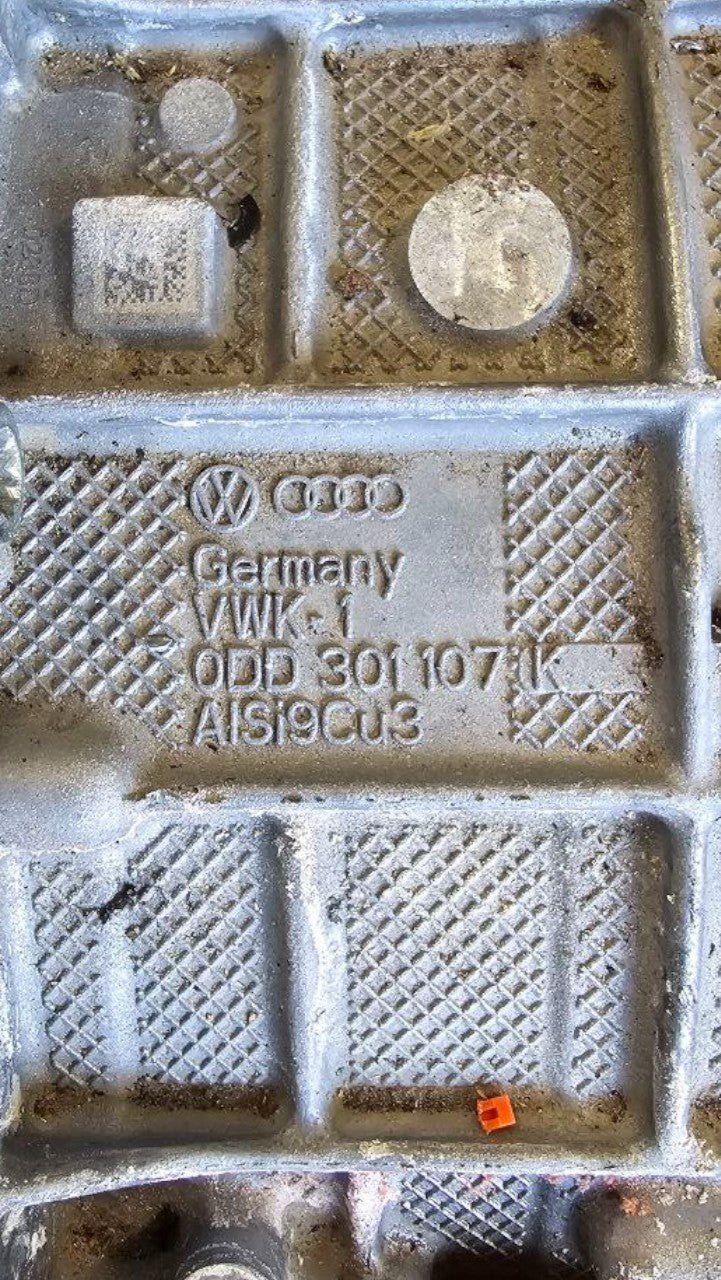 Germany
VWK-1
0DD 301 107 K
AlSi9Cu3